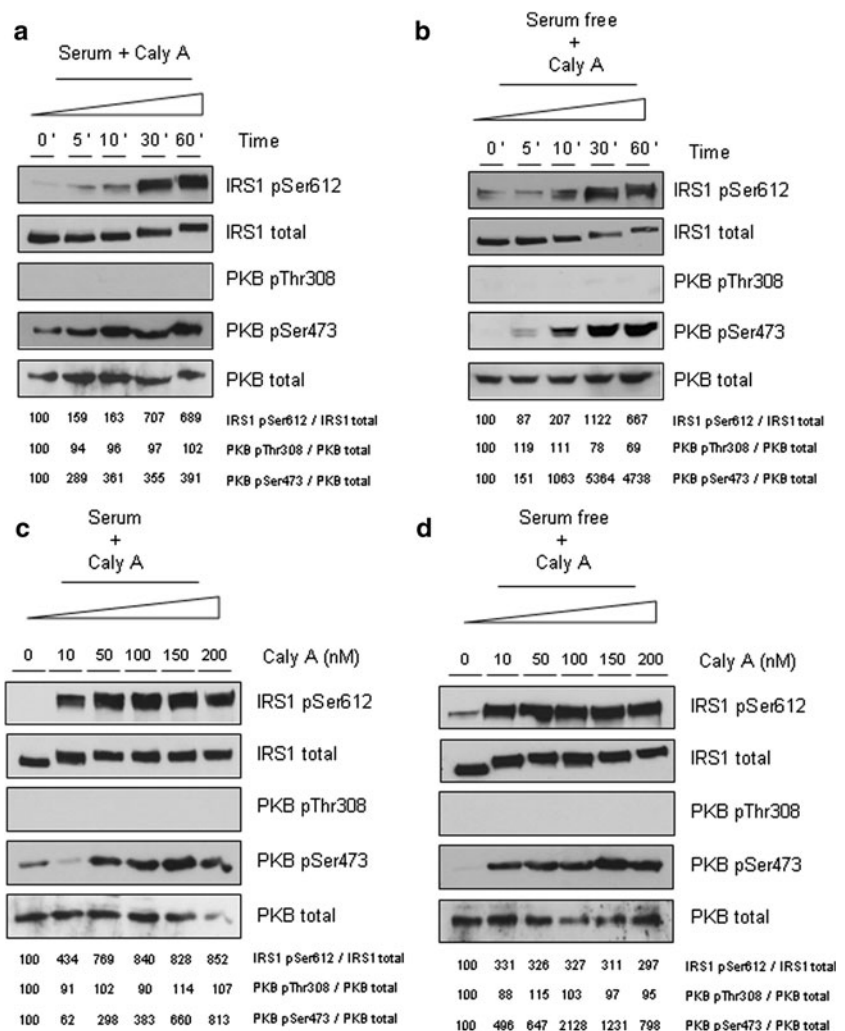 a
Serum + Caly A
0 ' 5 ' 10 ' 30 ' 60 ' Time
IRS1 pSer612
IRS1 total
PKB pThr308
PKB pSer473
PKB total
100 159 163 707 689 IRS1 pSer612 / IRS1 total
100 94 96 97 102 PKB pThr308 / PKB total
100 289 361 355 391 PKB pSer473 / PKB total
b
Serum free
+
Caly A
0 ' 5 ' 10 ' 30 ' 60 ' Time
IRS1 pSer612
IRS1 total
PKB pThr308
PKB pSer473
PKB total
100 87 207 1122 667 IRS1 pSer612 / IRS1 total
100 119 111 78 69 PKB pThr308 / PKB total
100 151 1063 5364 4738 PKB pSer473 / PKB total
c
Serum
+
Caly A
0 10 50 100 150 200 Caly A (nM)
IRS1 pSer612
IRS1 total
PKB pThr308
PKB pSer473
PKB total
100 434 769 840 828 852 IRS1 pSer612 / IRS1 total
100 91 102 90 114 107 PKB pThr308 / PKB total
100 62 298 383 660 813 PKB pSer473 / PKB total
d
Serum free
+
Caly A
0 10 50 100 150 200 Caly A (nM)
IRS1 pSer612
IRS1 total
PKB pThr308
PKB pSer473
PKB total
100 331 326 327 311 297 IRS1 pSer612 / IRS1 total
100 88 115 103 97 95 PKB pThr308 / PKB total
100 496 647 2128 1231 798 PKB pSer473 / PKB total